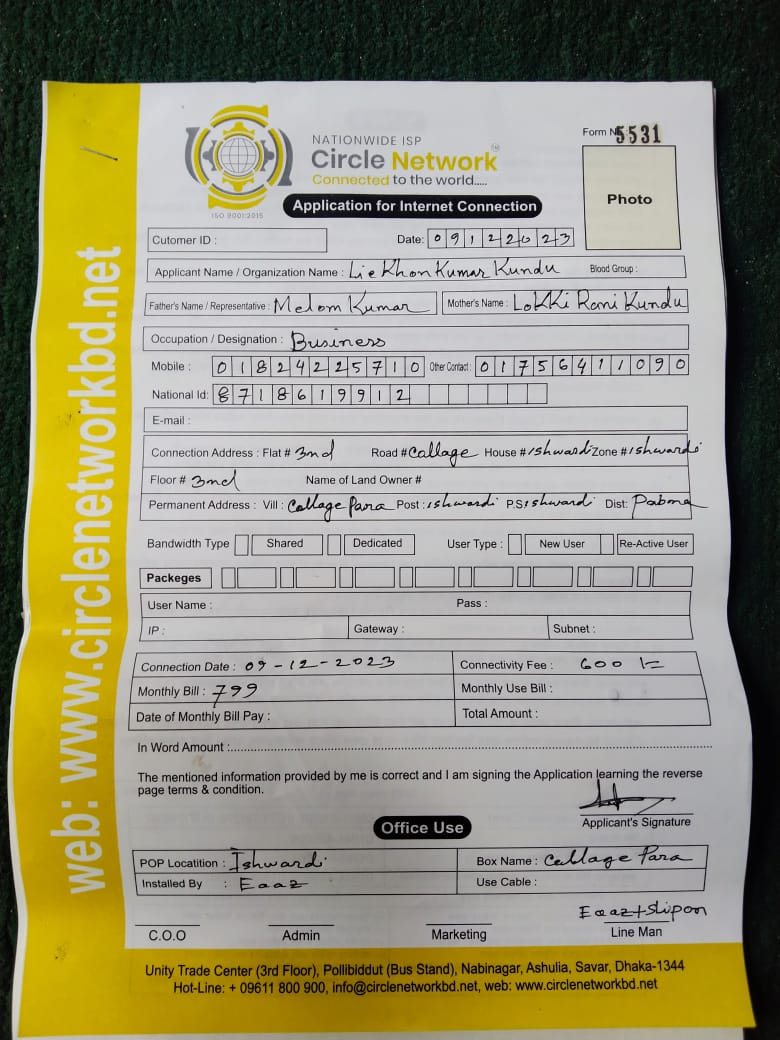 web: www.circlenetworkbd.net
NATIONWIDE ISP
Circle Network
Connected to the world.....
ISO 9001:2015
Form N 5531
Photo
Application for Internet Connection
Cutomer ID :
Date: 09122023
Applicant Name / Organization Name : Liekhon Kumar Kundu Blood Group :
Father's Name / Representative : Melom Kumar Mother's Name : Lokki Rani Kundu
Occupation / Designation : Business
Mobile : 01824225710 Other Contact : 01756411090
National Id: 8718619912
E-mail :
Connection Address : Flat # 3nd Road # Callage House # ishwardi Zone # ishwardi
Floor # 3nd Name of Land Owner #
Permanent Address : Vill : Callage Para Post : ishwardi P.S ishwardi Dist: Pabna
Bandwidth Type Shared Dedicated User Type : New User Re-Active User
Packeges
User Name : Pass :
IP : Gateway : Subnet :
Connection Date : 09-12-2023 Connectivity Fee : 600 /=
Monthly Bill : 799 Monthly Use Bill :
Date of Monthly Bill Pay : Total Amount :
In Word Amount :
The mentioned information provided by me is correct and I am signing the Application learning the reverse
page terms & condition.
Applicant's Signature
Office Use
POP Locatition : Ishwardi Box Name : Callage Para
Installed By : Eaaz Use Cable :
Eaaz+Slipon
C.O.O Admin Marketing Line Man
Unity Trade Center (3rd Floor), Pollibiddut (Bus Stand), Nabinagar, Ashulia, Savar, Dhaka-1344
Hot-Line: + 09611 800 900, info@circlenetworkbd.net, web: www.circlenetworkbd.net